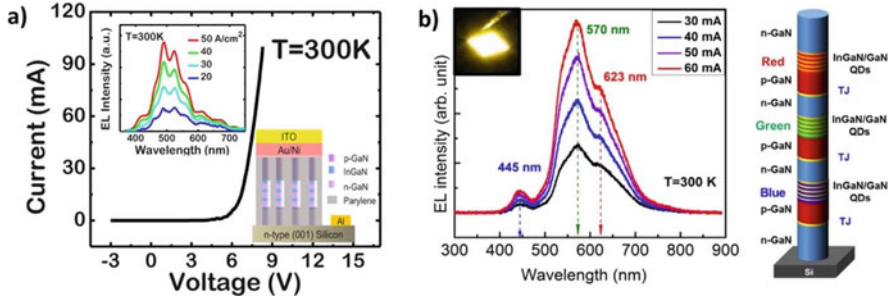 a)
Current (mA)
120
90
60
30
0
-3 0 3 6 9 12 15
Voltage (V)
T=300K
EL Intensity (a.u.)
T=300K
50 A/cm²
40
30
20
400 500 600 700
Wavelength (nm)
ITO
Au/Ni
p-GaN
InGaN
n-GaN
Parylene
Al
n-type (001) Silicon
b)
EL intensity (arb. unit)
570 nm
623 nm
445 nm
30 mA
40 mA
50 mA
60 mA
T=300 K
300 400 500 600 700 800 900
Wavelength (nm)
n-GaN
Red
InGaN/GaN
QDs
p-GaN
TJ
n-GaN
Green
InGaN/GaN
QDs
p-GaN
TJ
n-GaN
Blue
InGaN/GaN
QDs
p-GaN
TJ
n-GaN
Si